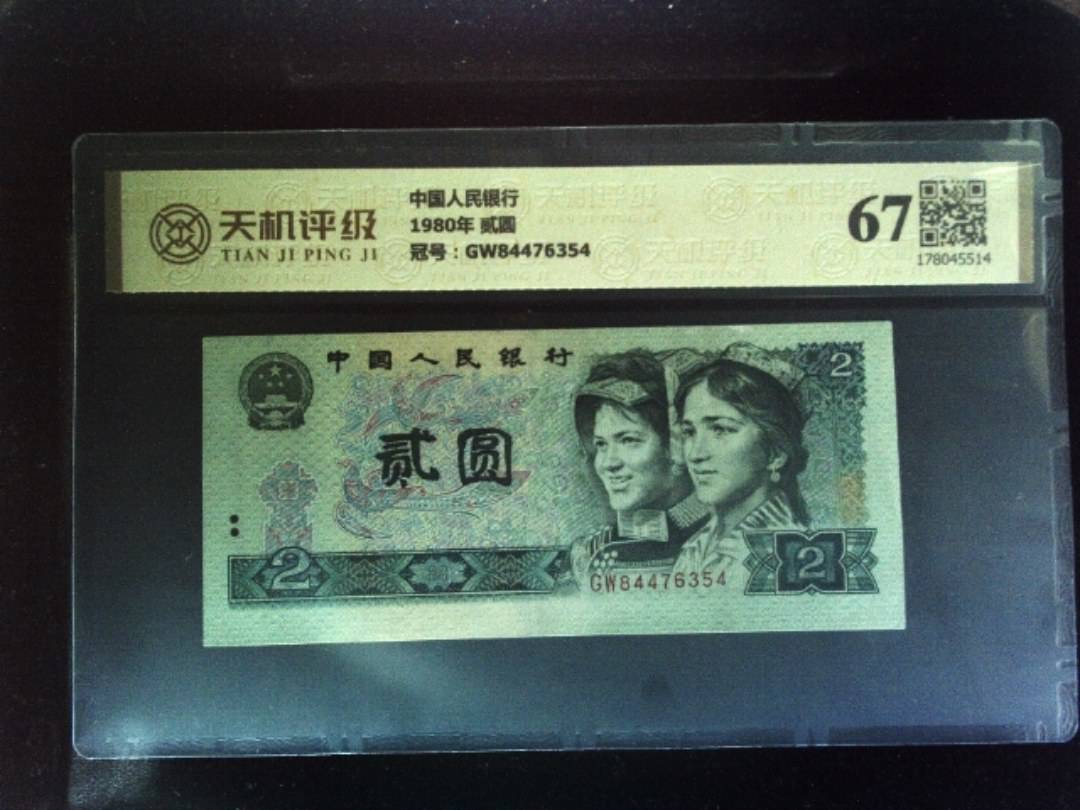 天机评级
TIAN JI PING JI
中国人民银行
1980年 贰圆
冠号：GW84476354
67
178045514
中国人民银行
2
贰圆
2
GW84476354
2